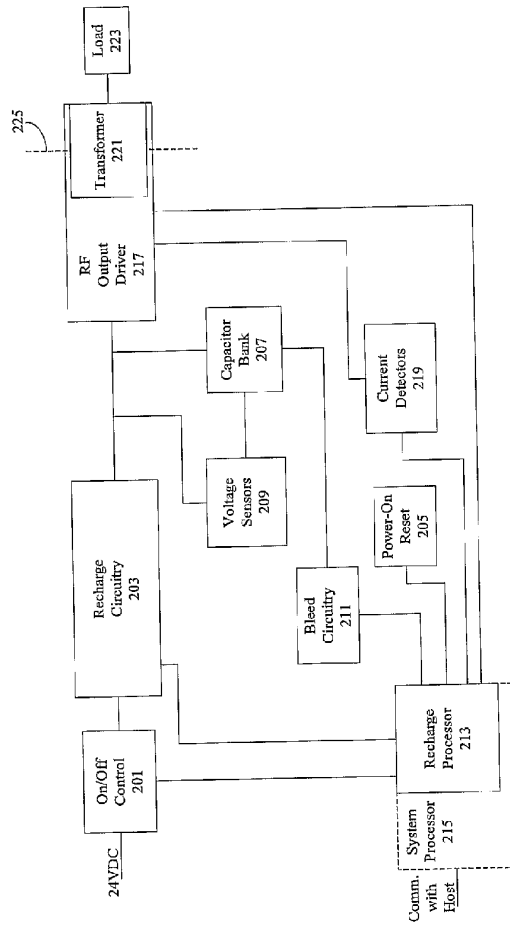 24VDC
On/Off
Control
201
Recharge
Circuitry
203
RF
Output
Driver
217
Transformer
221
225
Load
223
Voltage
Sensors
209
Capacitor
Bank
207
Bleed
Circuitry
211
Power-On
Reset
205
Current
Detectors
219
Comm.
with
Host
System
Processor
215
Recharge
Processor
213